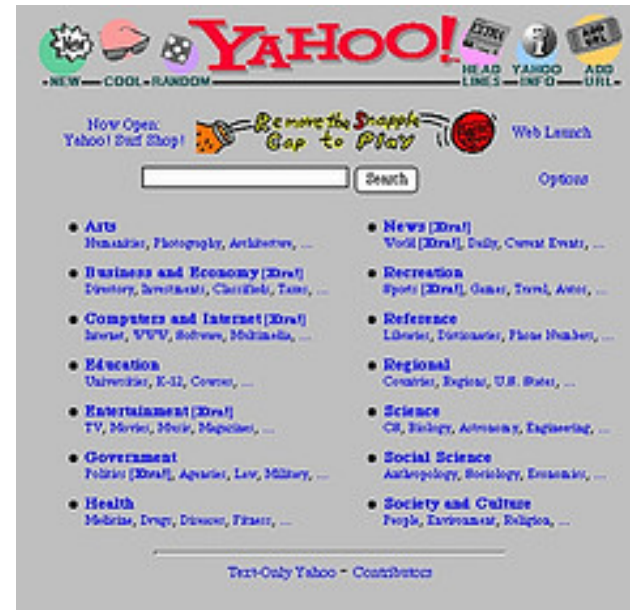 New
YAHOO!
EXTRA
i
ADD URL
NEW COOL RANDOM
HEAD LINES YAHOO INFO ADD URL
Now Open: Yahoo! Surf Shop!
Remove the Snapple Cap to Play
Web Launch
Search Options
Arts
Humanities, Photography, Architecture, ...
Business and Economy [Xtra!]
Directory, Investments, Classifieds, Taxes, ...
Computers and Internet [Xtra!]
Internet, WWW, Software, Multimedia, ...
Education
Universities, K-12, Courses, ...
Entertainment [Xtra!]
TV, Movies, Music, Magazines, ...
Government
Politics [Xtra!], Agencies, Law, Military, ...
Health
Medicine, Drugs, Diseases, Fitness, ...
News [Xtra!]
World [Xtra!], Daily, Current Events, ...
Recreation
Sports [Xtra!], Games, Travel, Autos, ...
Reference
Libraries, Dictionaries, Phone Numbers, ...
Regional
Countries, Regions, U.S. States, ...
Science
CS, Biology, Astronomy, Engineering, ...
Social Science
Anthropology, Sociology, Economics, ...
Society and Culture
People, Environment, Religion, ...
Text-Only Yahoo - Contributors